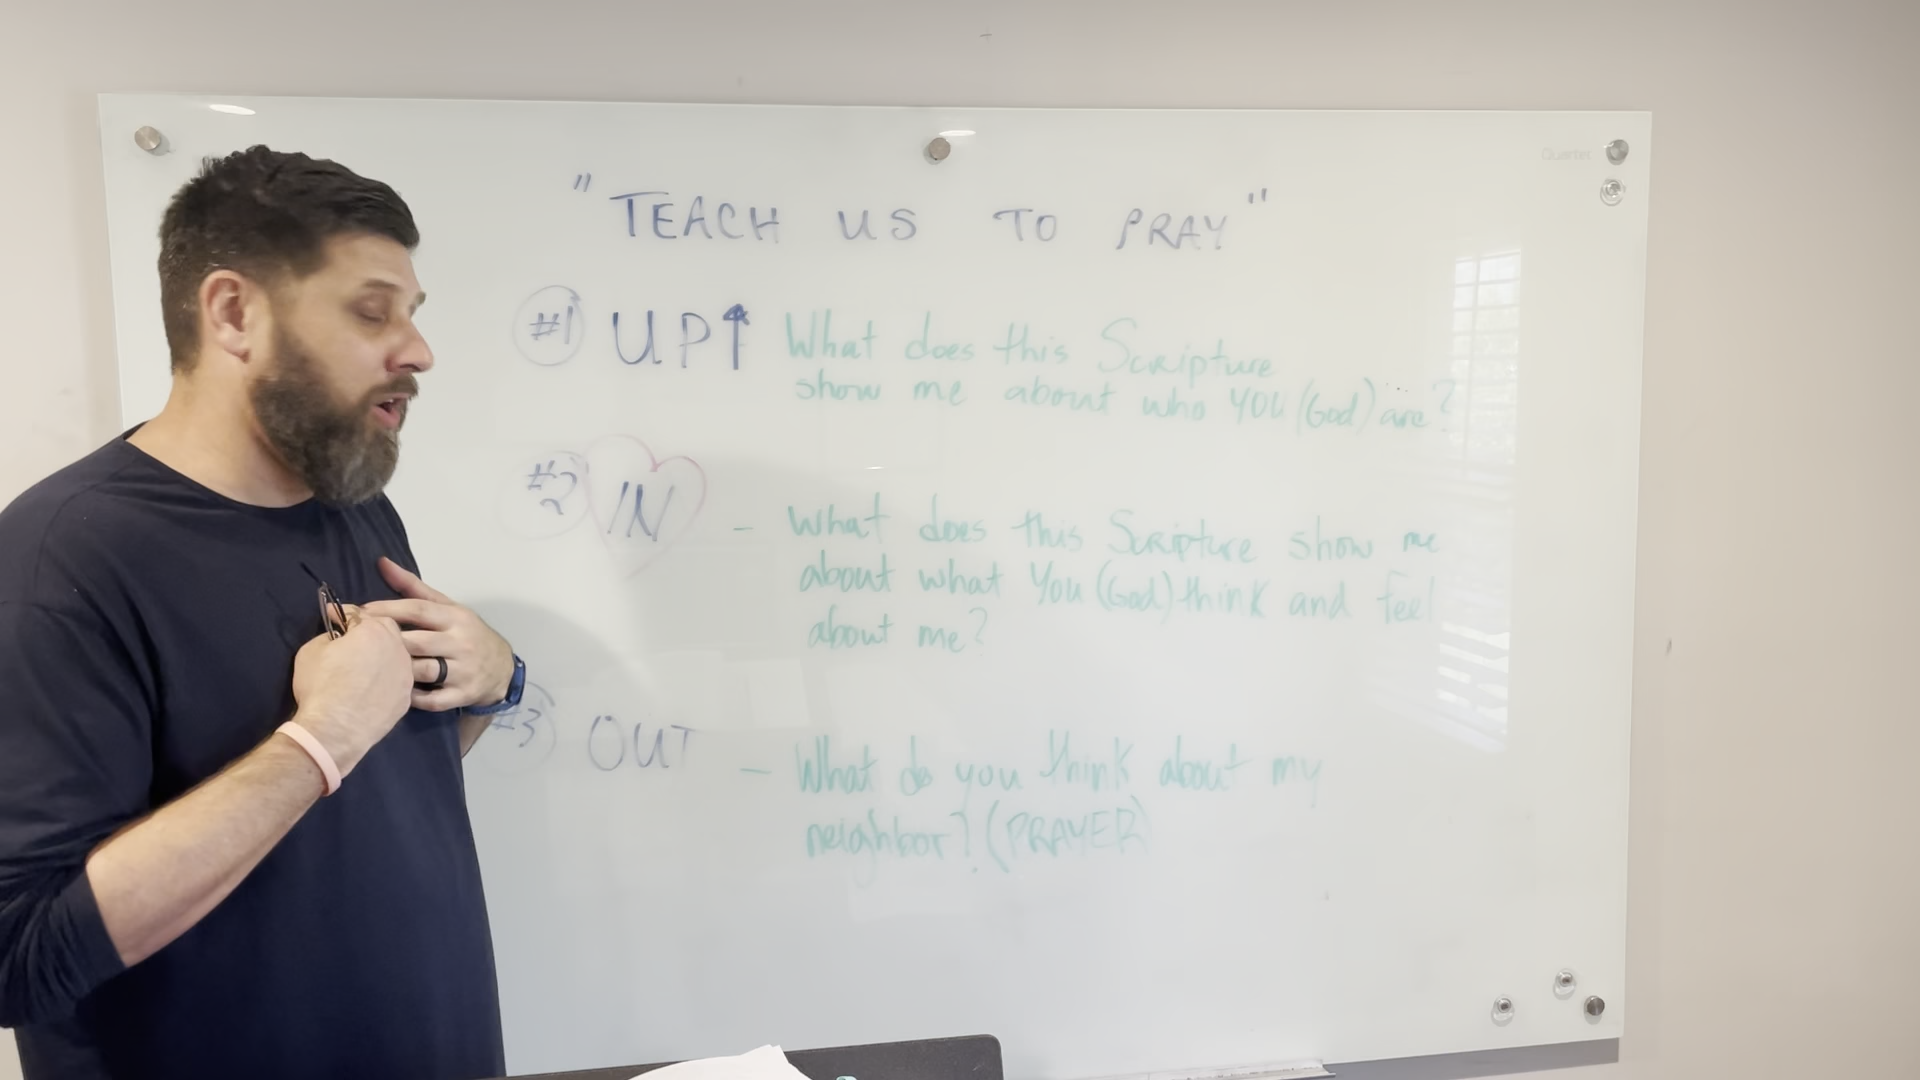 Quartet
"TEACH US TO PRAY"
#1 UP↑ What does this Scripture
show me about who YOU (God) are?
#2 IN - What does this Scripture show me
about what You (God) think and feel
about me?
#3 OUT - What do you think about my
neighbor? (PRAYER)